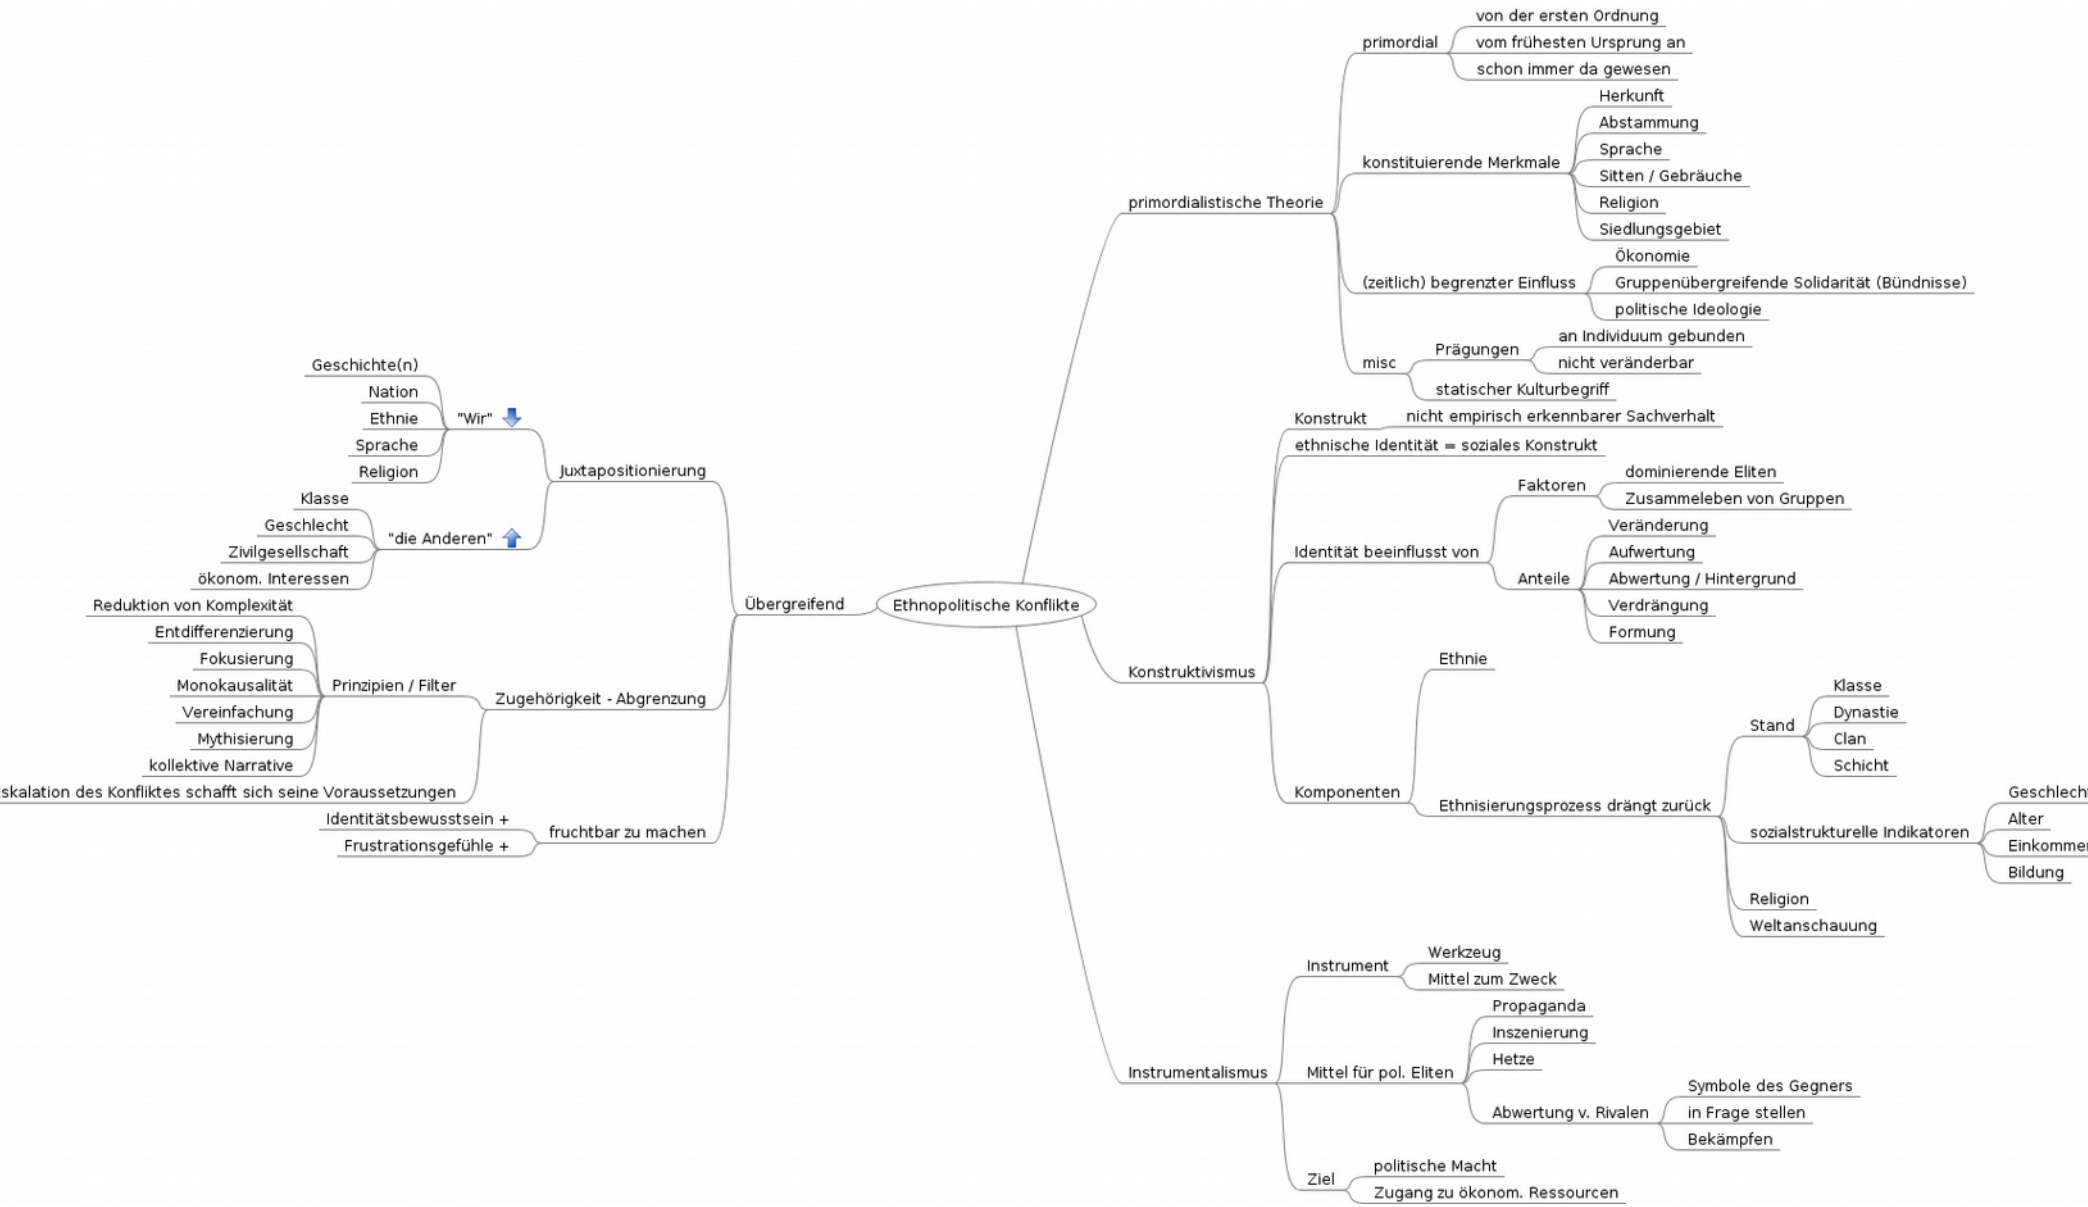 Ethnopolitische Konflikte
primordialistische Theorie
primordial
von der ersten Ordnung
vom frühesten Ursprung an
schon immer da gewesen
konstituierende Merkmale
Herkunft
Abstammung
Sprache
Sitten / Gebräuche
Religion
Siedlungsgebiet
(zeitlich) begrenzter Einfluss
Ökonomie
Gruppenübergreifende Solidarität (Bündnisse)
politische Ideologie
misc
Prägungen
an Individuum gebunden
nicht veränderbar
statischer Kulturbegriff
Konstruktivismus
Konstrukt
nicht empirisch erkennbarer Sachverhalt
ethnische Identität = soziales Konstrukt
Identität beeinflusst von
Faktoren
dominierende Eliten
Zusammeleben von Gruppen
Anteile
Veränderung
Aufwertung
Abwertung / Hintergrund
Verdrängung
Formung
Komponenten
Ethnie
Ethnisierungsprozess drängt zurück
Stand
Klasse
Dynastie
Clan
Schicht
sozialstrukturelle Indikatoren
Geschlecht
Alter
Einkommen
Bildung
Religion
Weltanschauung
Instrumentalismus
Instrument
Werkzeug
Mittel zum Zweck
Mittel für pol. Eliten
Propaganda
Inszenierung
Hetze
Abwertung v. Rivalen
Symbole des Gegners
in Frage stellen
Bekämpfen
Ziel
politische Macht
Zugang zu ökonom. Ressourcen
Übergreifend
Juxtapositionierung
"Wir"
Geschichte(n)
Nation
Ethnie
Sprache
Religion
"die Anderen"
Klasse
Geschlecht
Zivilgesellschaft
ökonom. Interessen
Zugehörigkeit - Abgrenzung
Prinzipien / Filter
Reduktion von Komplexität
Entdifferenzierung
Fokusierung
Monokausalität
Vereinfachung
Mythisierung
kollektive Narrative
skalation des Konfliktes schafft sich seine Voraussetzungen
fruchtbar zu machen
Identitätsbewusstsein +
Frustrationsgefühle +